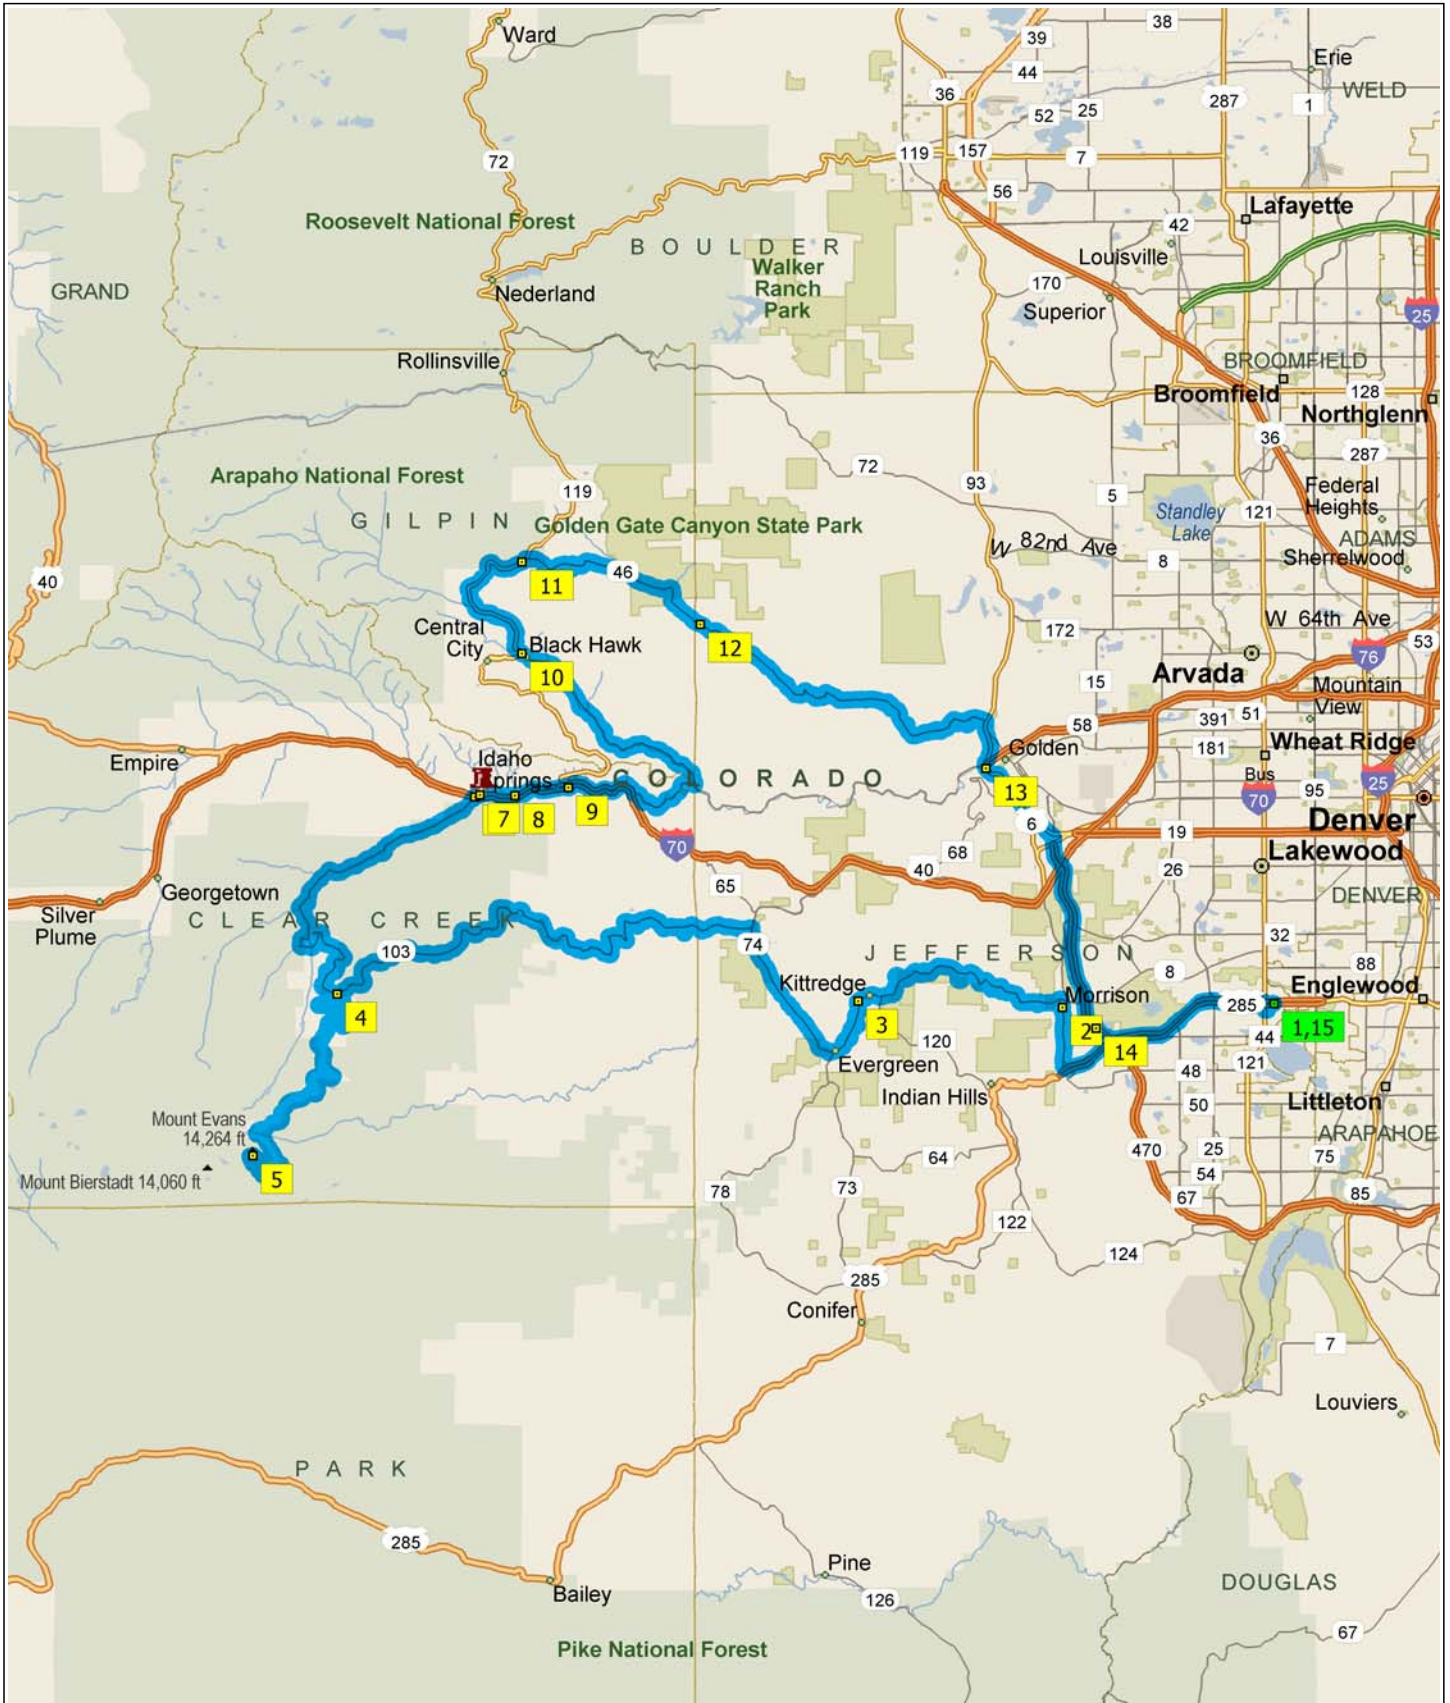 Ward
38
39
Erie
44
WELD
36
52
25
287
1
72
119
157
7
56
Roosevelt National Forest
Lafayette
BOULDER
42
Louisville
Walker
Ranch
Park
GRAND
Nederland
170
Superior
25
Rollinsville
BROOMFIELD
Broomfield
128
Northglenn
36
287
Arapaho National Forest
72
93
119
5
Federal
Heights
Standley
Lake
121
GILPIN
Golden Gate Canyon State Park
W 82nd Ave
ADAMS
8
Sherrelwood
40
46
11
Central
City
Black Hawk
12
172
W 64th Ave
53
76
10
Arvada
15
Mountain
View
58
391
51
Empire
Golden
181
Wheat Ridge
Idaho
Springs
COLORADO
Bus
70
25
95
13
7
8
9
6
Denver
70
19
68
40
Lakewood
26
65
Georgetown
DENVER
Silver
Plume
CLEAR CREEK
32
103
74
JEFFERSON
88
8
Kittredge
Englewood
Morrison
285
4
3
2
1,15
120
44
14
Evergreen
121
48
Indian Hills
50
Littleton
Mount Evans
14,264 ft
ARAPAHOE
470
25
75
64
54
5
Mount Bierstadt 14,060 ft
78
73
67
85
122
124
285
Conifer
7
Louviers
PARK
285
Pine
Bailey
126
DOUGLAS
67
Pike National Forest